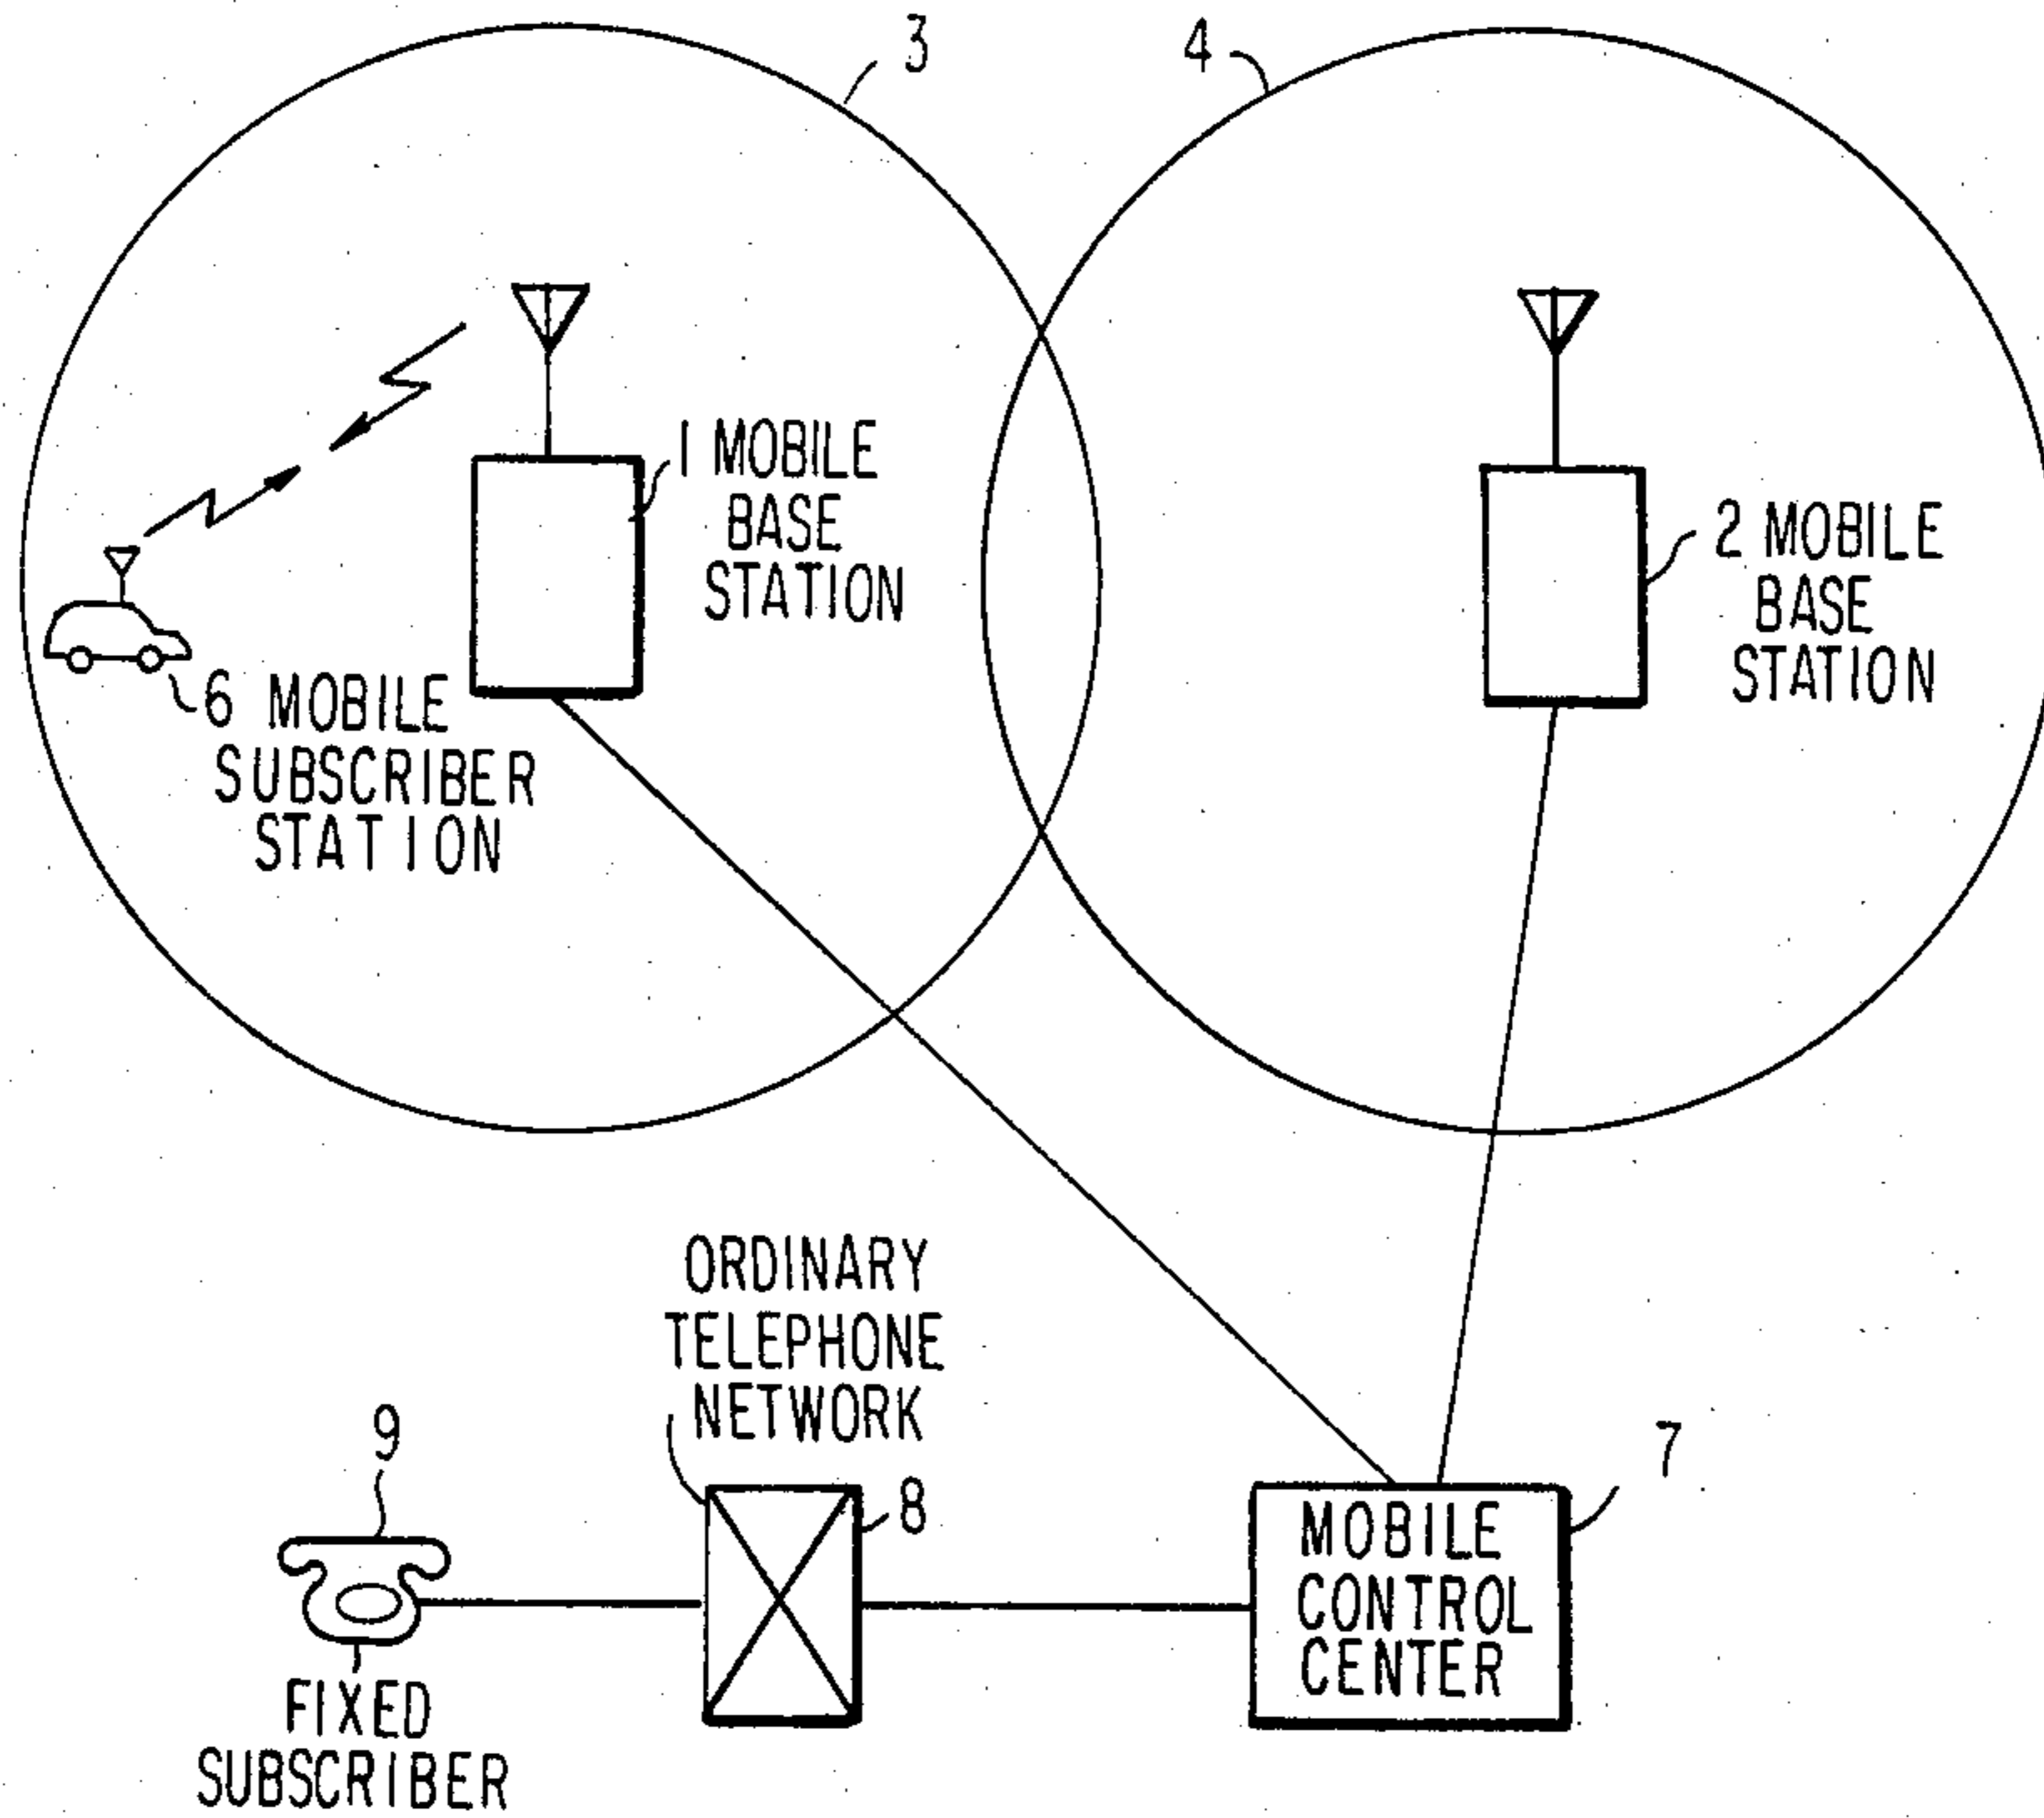 3
4
1 MOBILE
BASE
STATION
2 MOBILE
BASE
STATION
6 MOBILE
SUBSCRIBER
STATION
ORDINARY
TELEPHONE
NETWORK
9
8
7
MOBILE
CONTROL
CENTER
FIXED
SUBSCRIBER